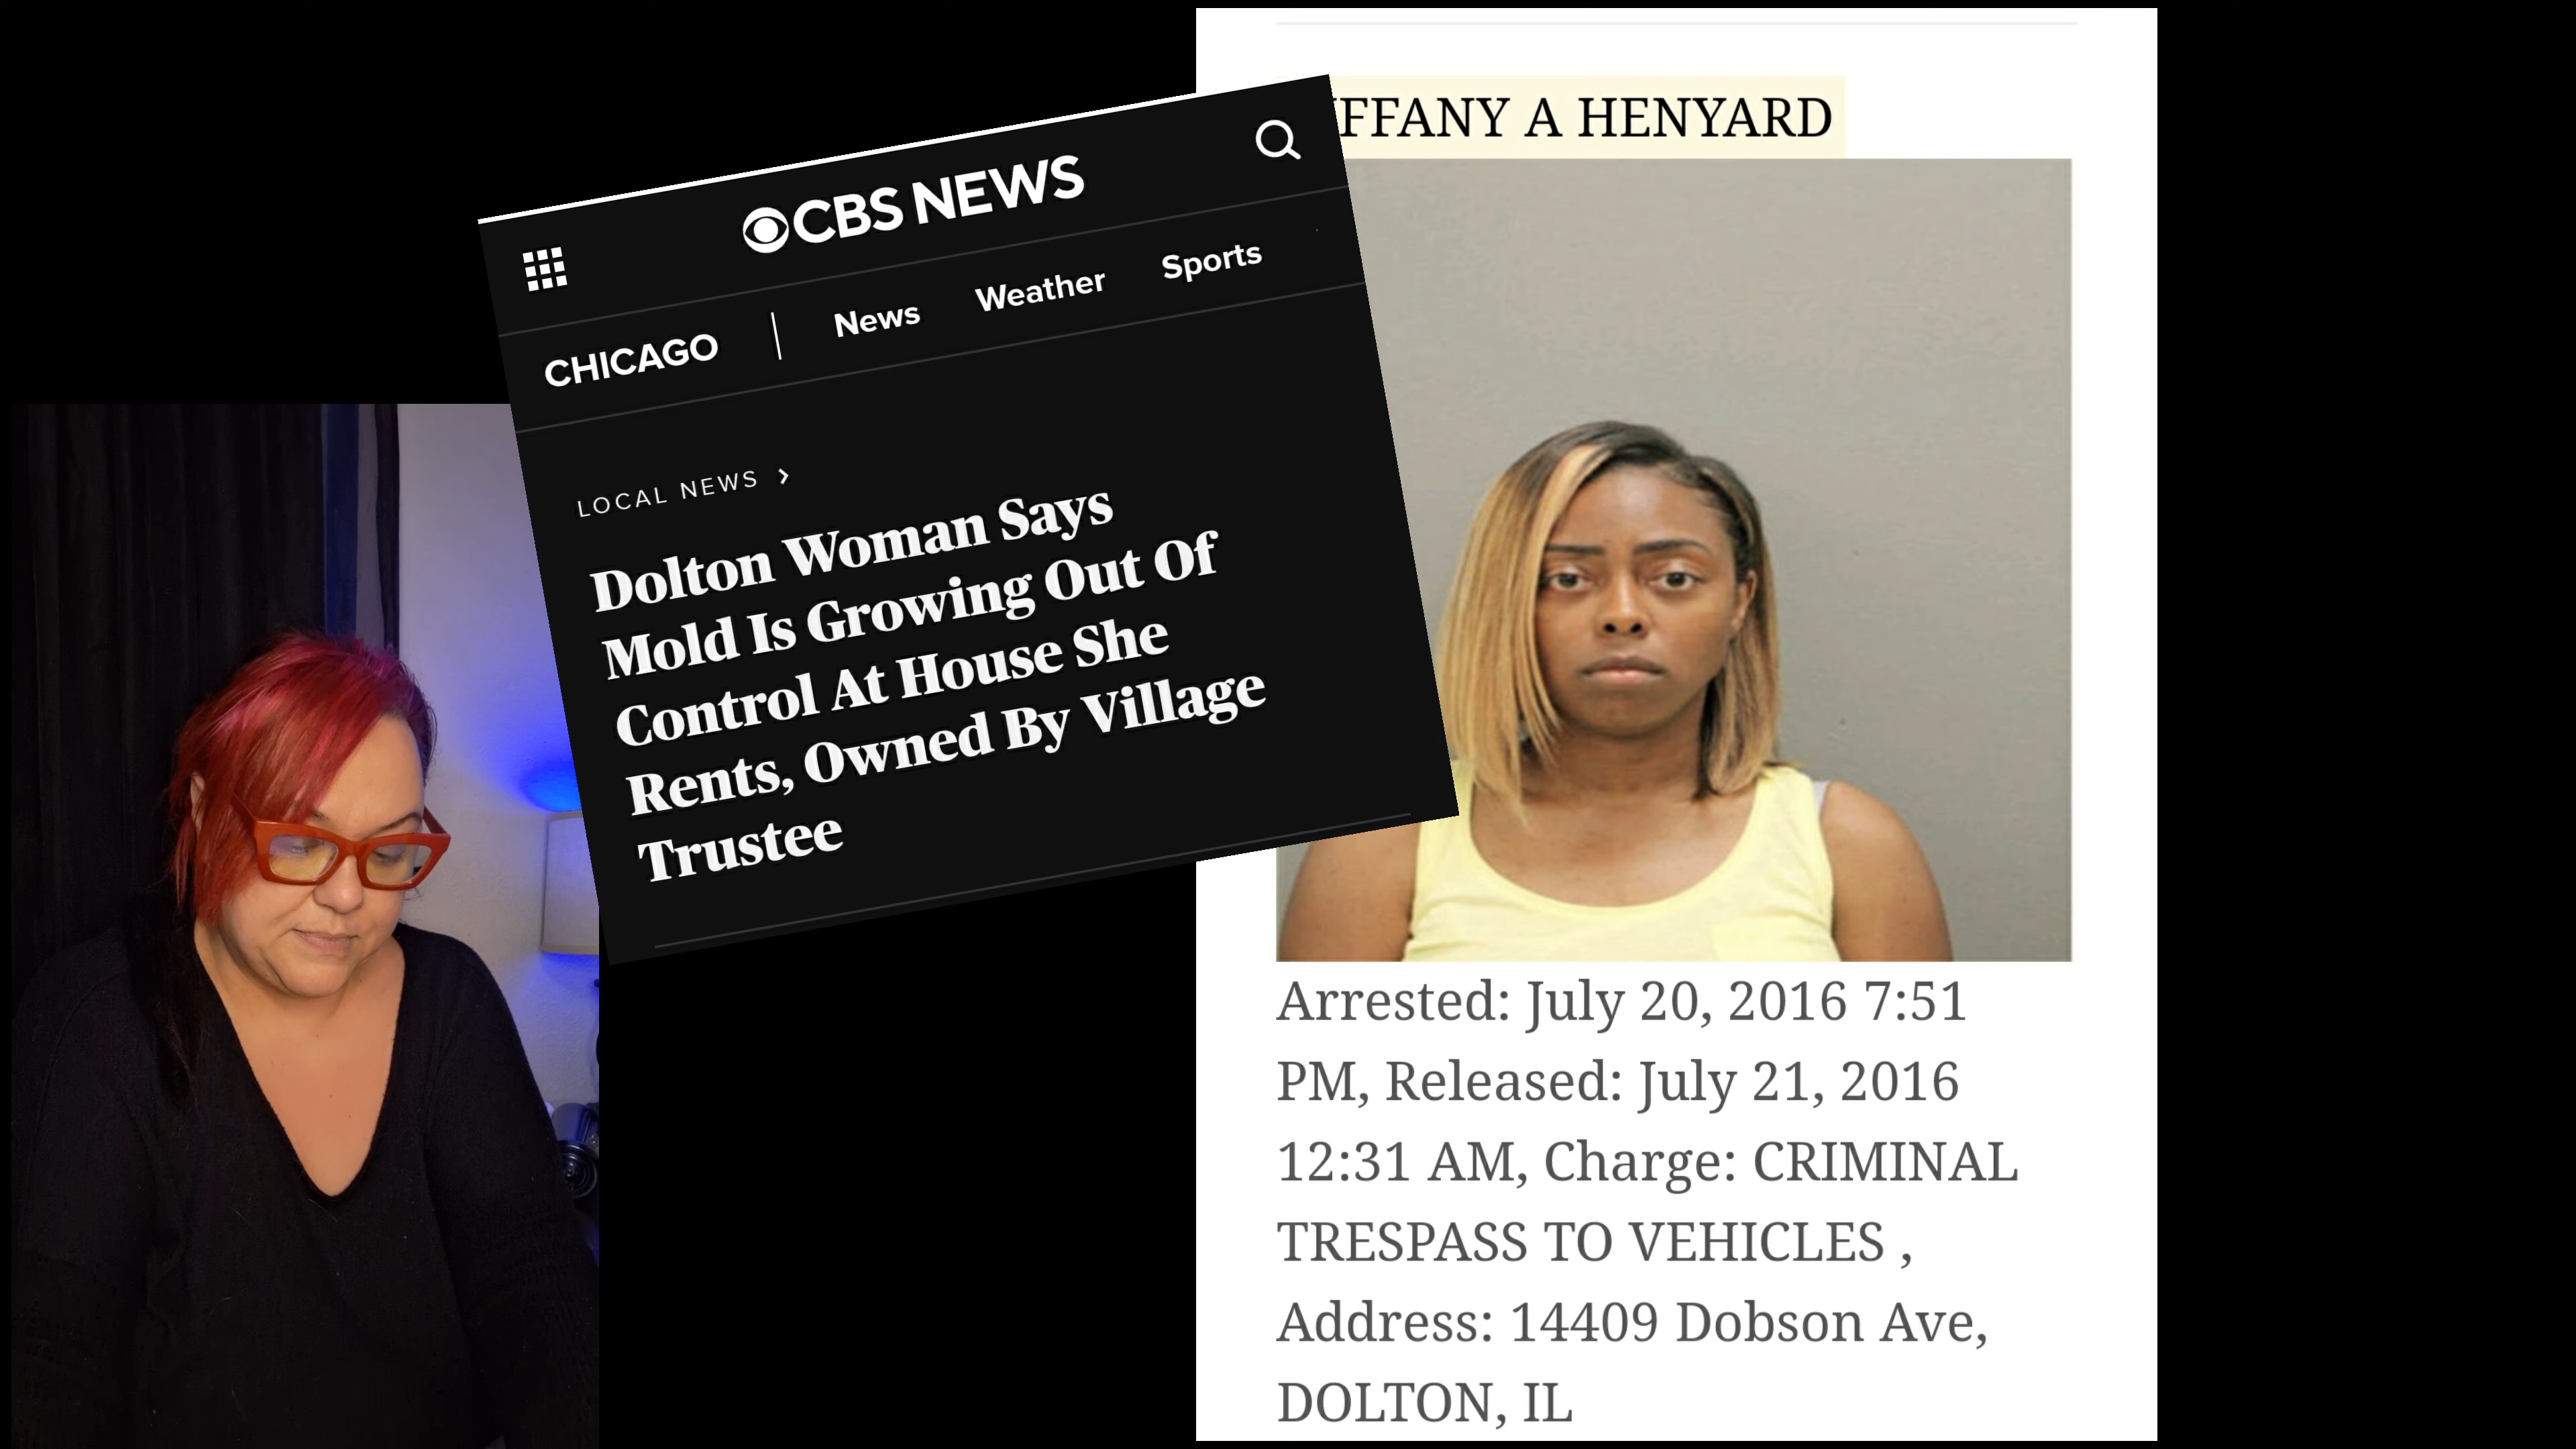 CBS NEWS
CHICAGO | News Weather Sports
LOCAL NEWS >
Dolton Woman Says
Mold Is Growing Out Of
Control At House She
Rents, Owned By Village
Trustee
FFANY A HENYARD
Arrested: July 20, 2016 7:51
PM, Released: July 21, 2016
12:31 AM, Charge: CRIMINAL
TRESPASS TO VEHICLES ,
Address: 14409 Dobson Ave,
DOLTON, IL